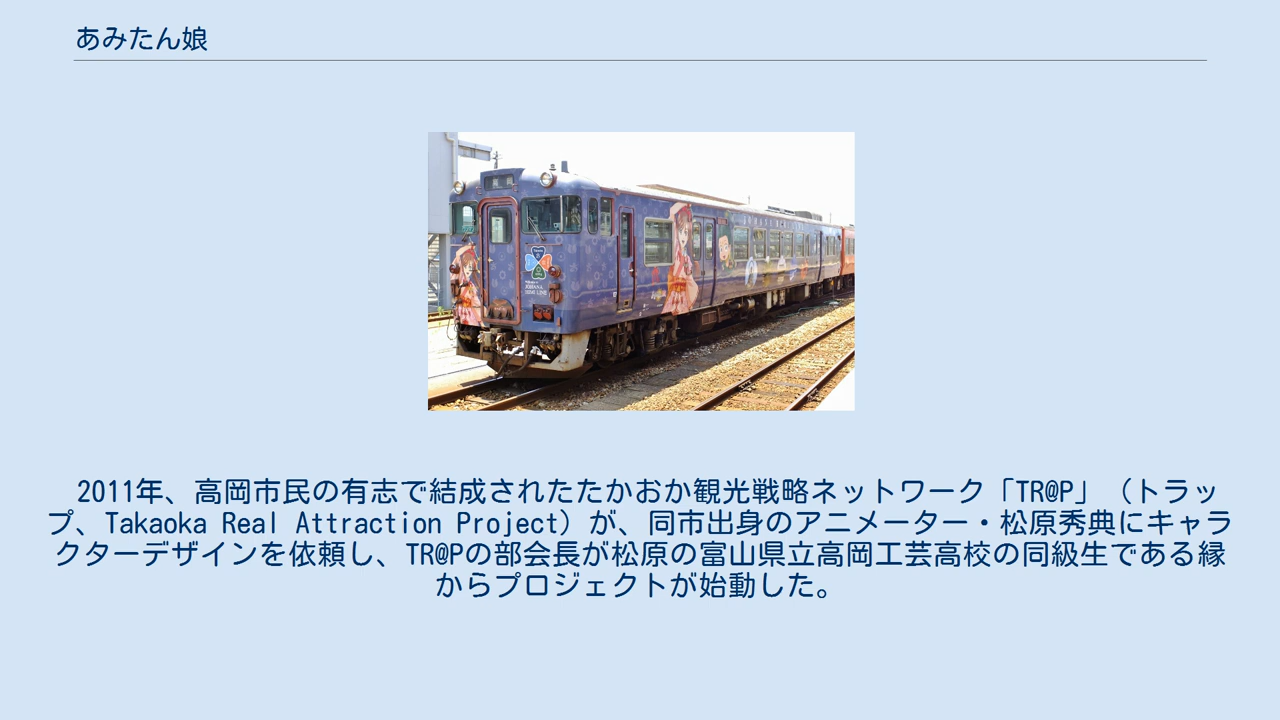 あみたん娘
2011年、高岡市民の有志で結成されたたかおか観光戦略ネットワーク「TR@P」（トラッ
プ、Takaoka Real Attraction Project）が、同市出身のアニメーター・松原秀典にキャラ
クターデザインを依頼し、TR@Pの部会長が松原の富山県立高岡工芸高校の同級生である縁
からプロジェクトが始動した。